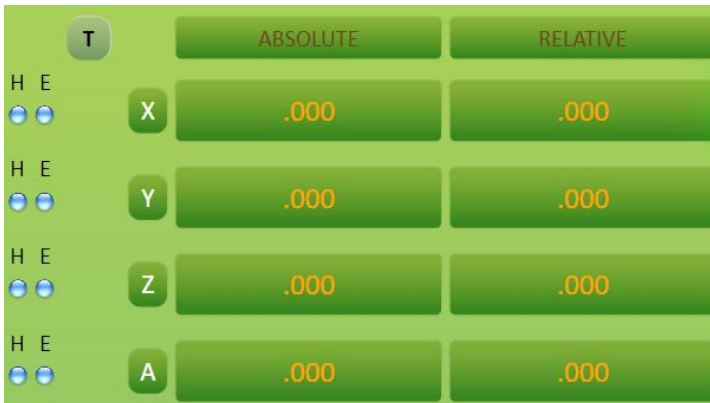 T ABSOLUTE RELATIVE
H E
X .000 .000
H E
Y .000 .000
H E
Z .000 .000
H E
A .000 .000